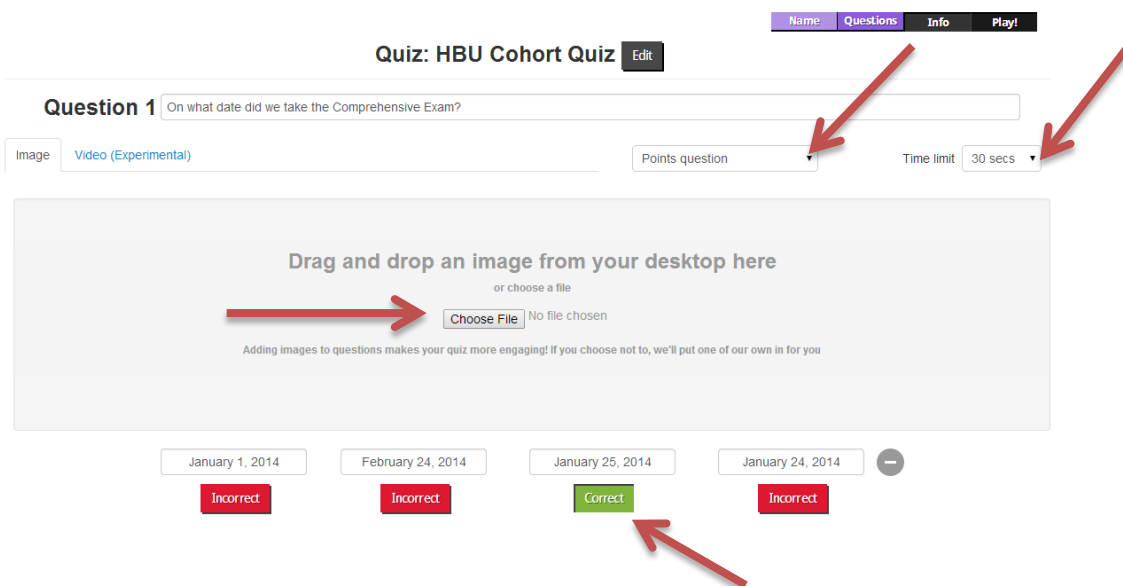 Name Questions Info Play!
Quiz: HBU Cohort Quiz Edit
Question 1 On what date did we take the Comprehensive Exam?
Image Video (Experimental) Points question Time limit 30 secs
Drag and drop an image from your desktop here
or choose a file
Choose File No file chosen
Adding images to questions makes your quiz more engaging! If you choose not to, we'll put one of our own in for you
January 1, 2014 February 24, 2014 January 25, 2014 January 24, 2014
Incorrect Incorrect Correct Incorrect